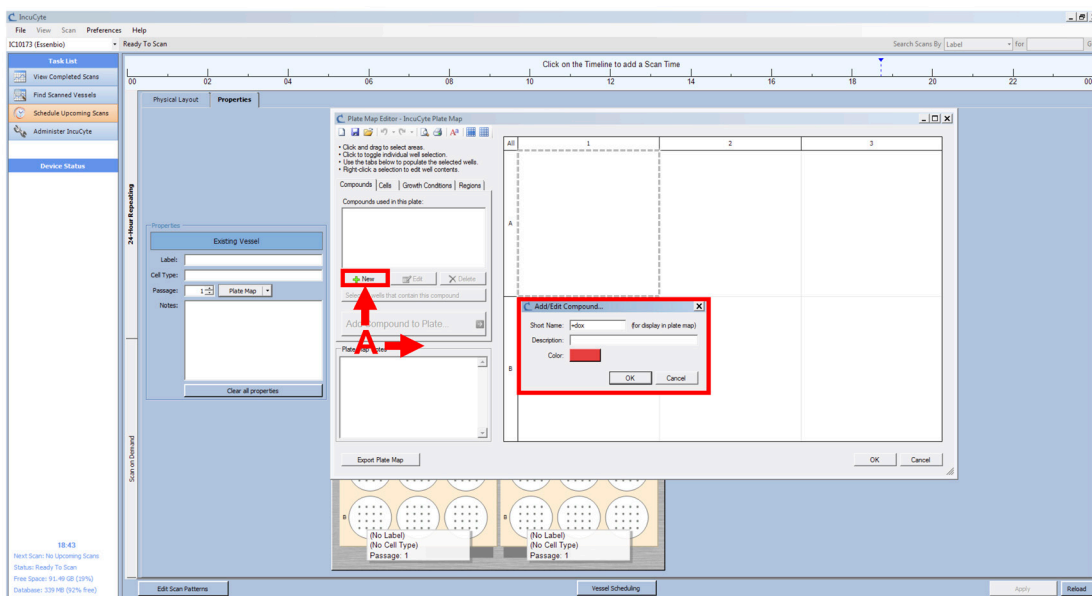 IncuCyte
File View Scan Preferences Help
IC10173 (Essenbio) Ready To Scan Search Scans By Label for G
Task List
View Completed Scans
Find Scanned Vessels
Schedule Upcoming Scans
Administer IncuCyte
Device Status
Click on the Timeline to add a Scan Time
00 02 04 06 08 10 12 14 16 18 20 22 00
Physical Layout Properties
24-Hour Repeating
Scan on Demand
Properties
Existing Vessel
Label:
Cell Type:
Passage: 1 Plate Map
Notes:
Clear all properties
Plate Map Editor - IncuCyte Plate Map
• Click and drag to select areas.
• Click to toggle individual well selection.
• Use the tabs below to populate the selected wells.
• Right-click a selection to edit well contents.
Compounds Cells Growth Conditions Regions
Compounds used in this plate:
New Edit Delete
wells that contain this compound
Add Compound to Plate...
A
Plate Map Notes
Export Plate Map
All 1 2 3
A
B
Add/Edit Compound...
Short Name: +dox (for display in plate map)
Description:
Color:
OK Cancel
OK Cancel
B B
(No Label) (No Label)
(No Cell Type) (No Cell Type)
Passage: 1 Passage: 1
18:43
Next Scan: No Upcoming Scans
Status: Ready To Scan
Free Space: 91.49 GB (19%)
Database: 339 MB (92% free)
Edit Scan Patterns Vessel Scheduling Apply Reload